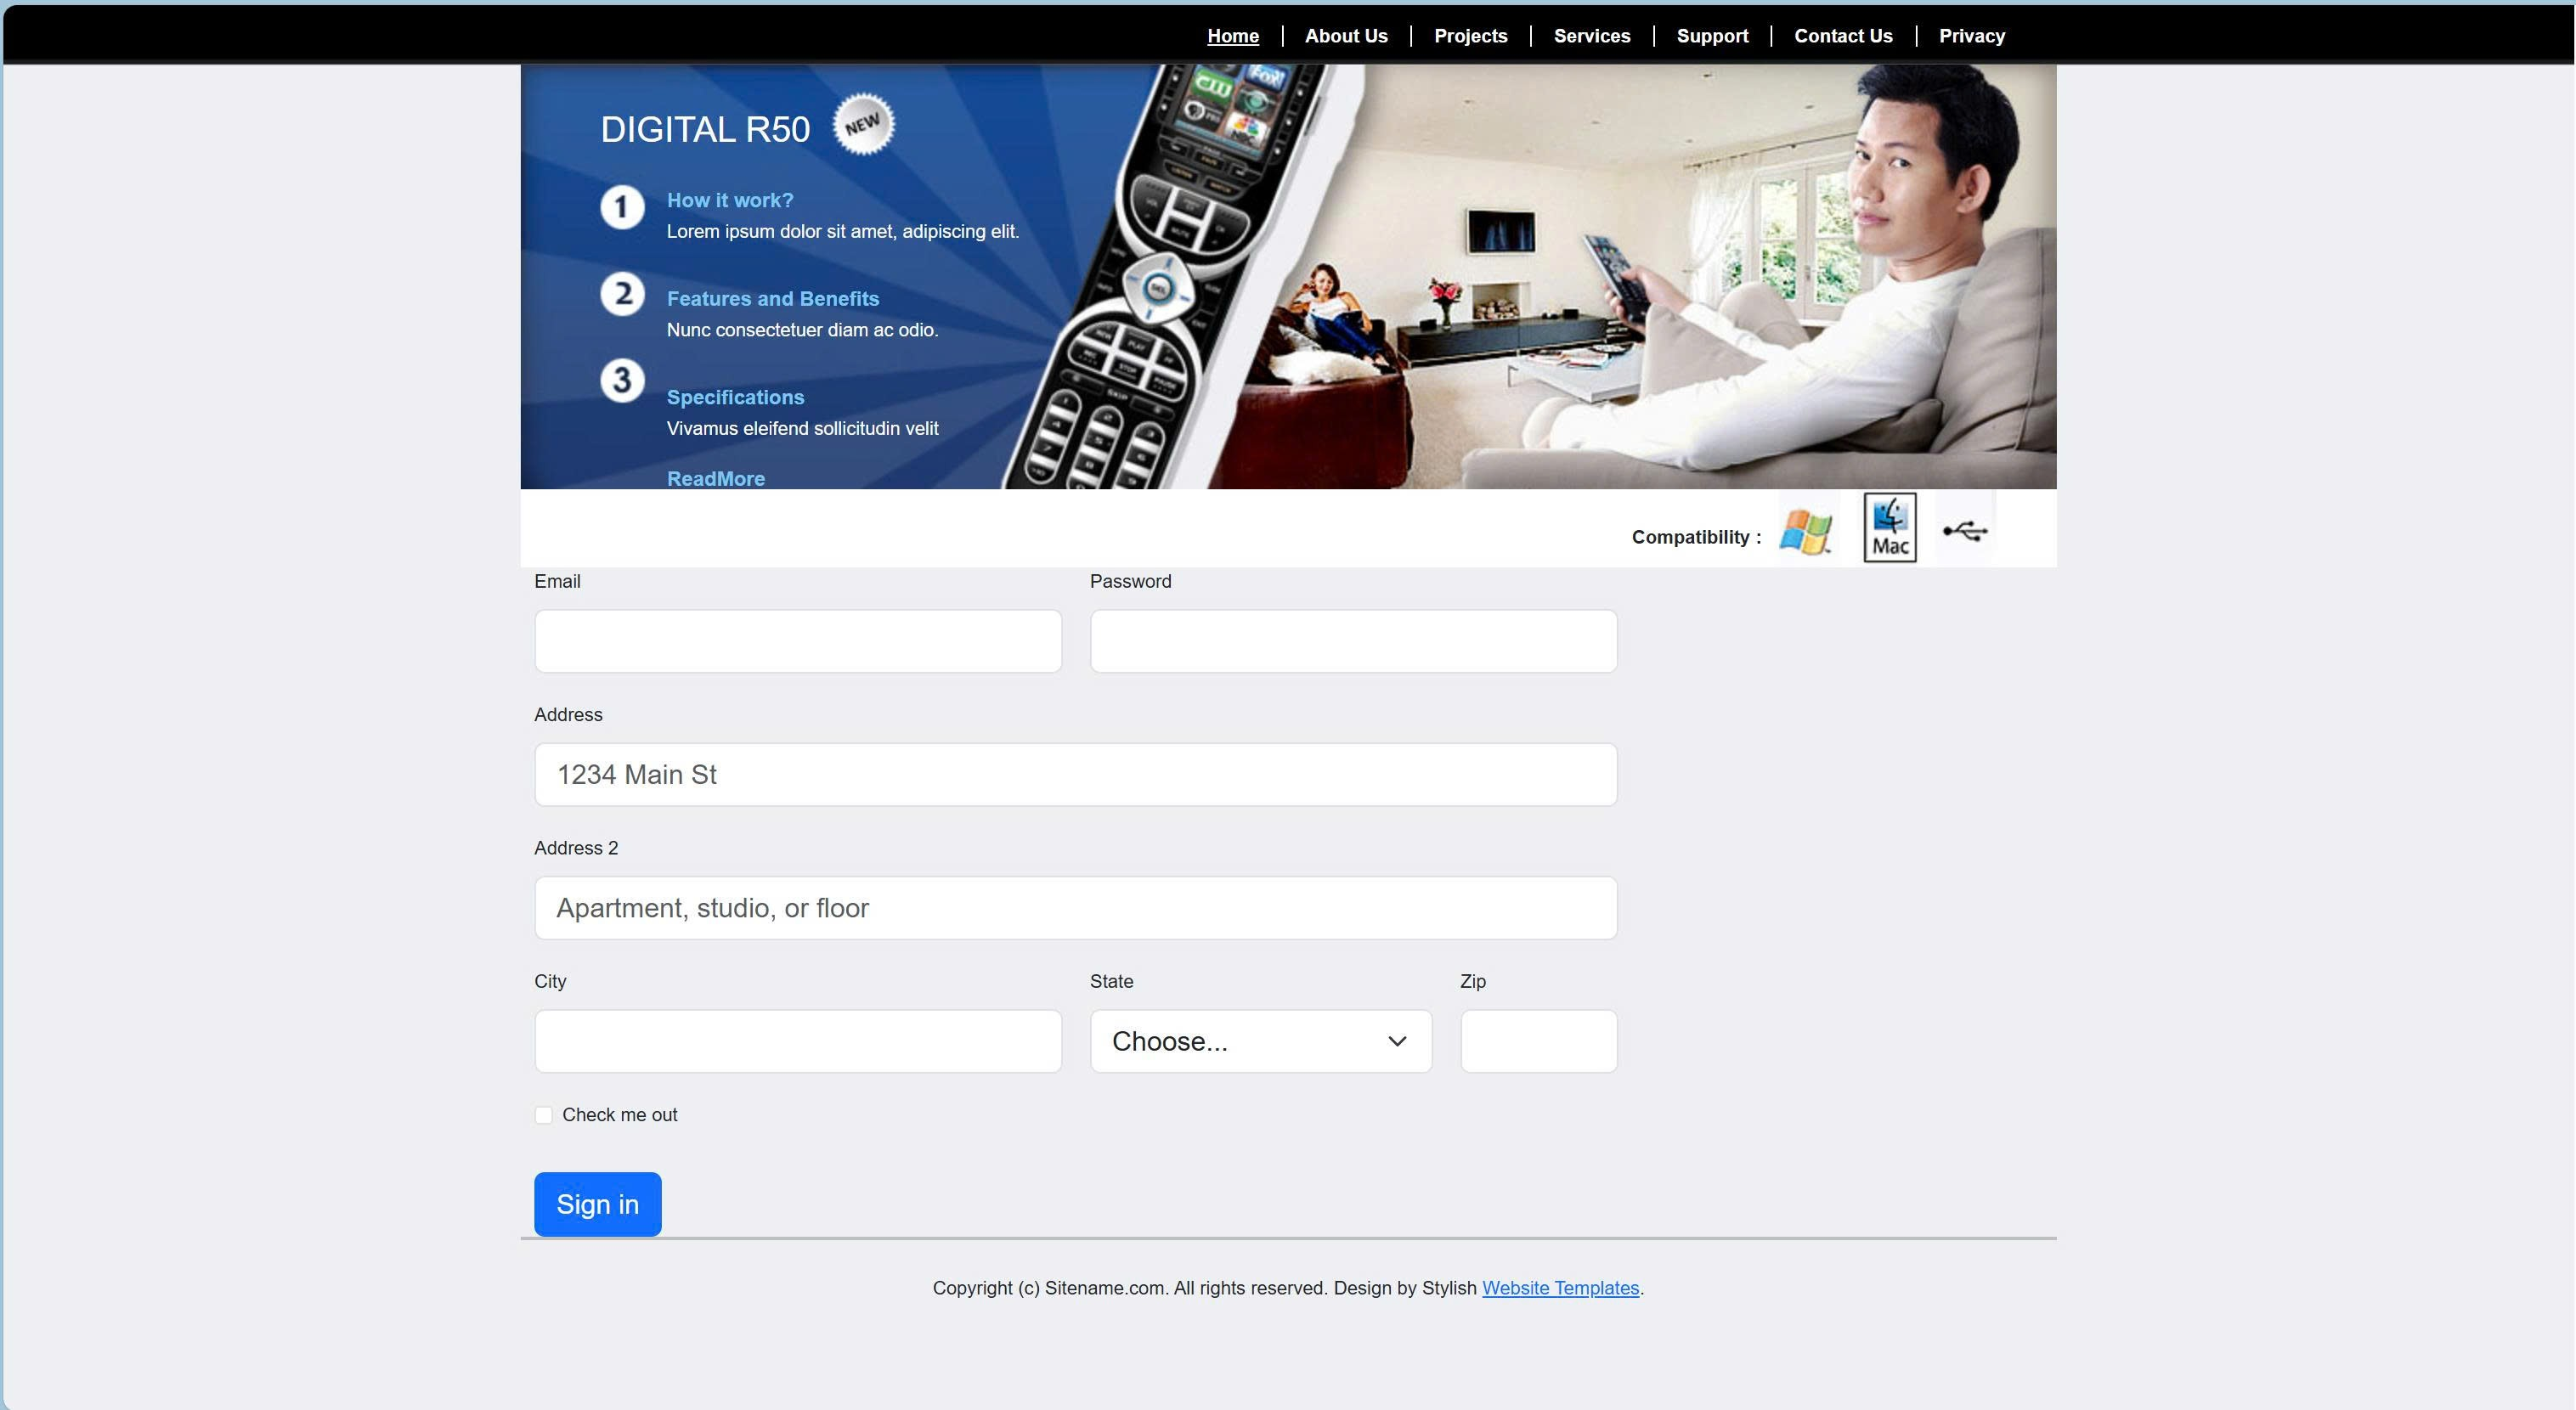 Home | About Us | Projects | Services | Support | Contact Us | Privacy
DIGITAL R50 NEW
1 How it work?
Lorem ipsum dolor sit amet, adipiscing elit.
2 Features and Benefits
Nunc consectetuer diam ac odio.
3 Specifications
Vivamus eleifend sollicitudin velit
ReadMore
Compatibility : Mac
Email Password
Address
1234 Main St
Address 2
Apartment, studio, or floor
City State Zip
Choose...
Check me out
Sign in
Copyright (c) Sitename.com. All rights reserved. Design by Stylish Website Templates.